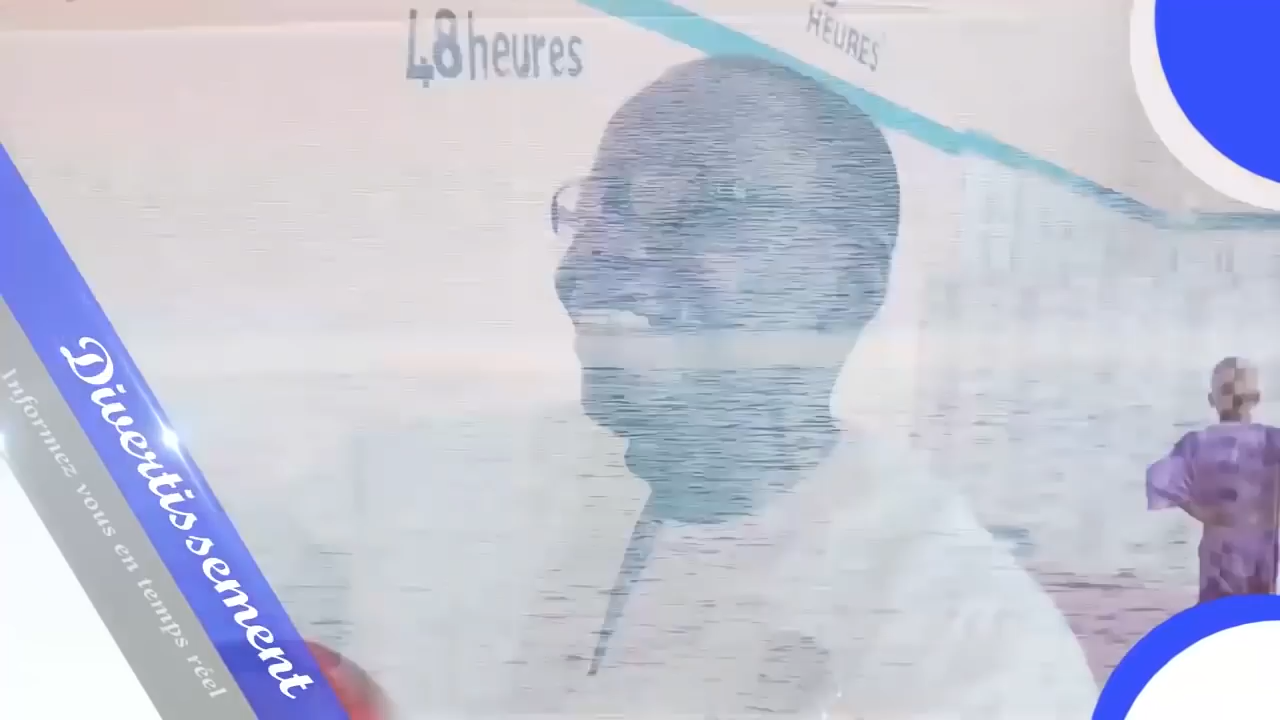 48heures
HEURES
Divertissement
Informez vous en temps réel